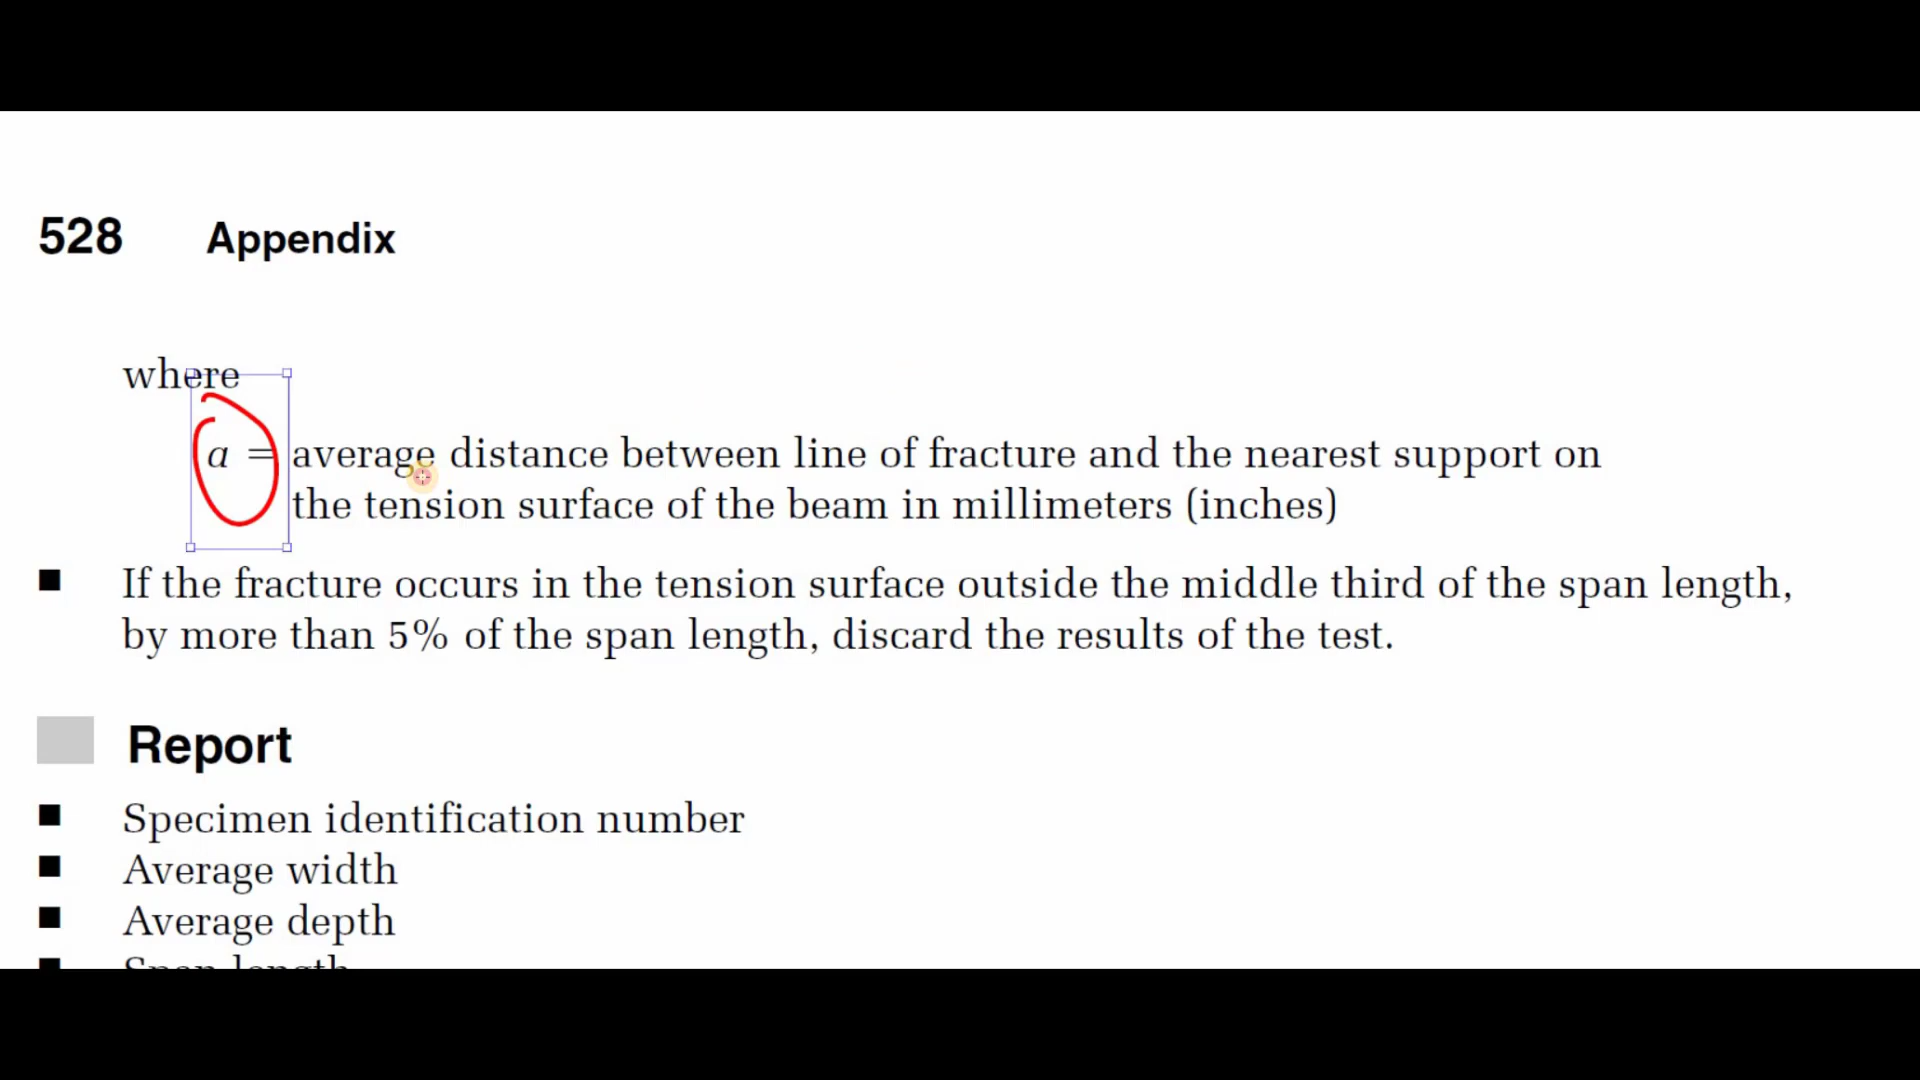 528 Appendix
where
a = average distance between line of fracture and the nearest support on
the tension surface of the beam in millimeters (inches)
■ If the fracture occurs in the tension surface outside the middle third of the span length,
by more than 5% of the span length, discard the results of the test.
Report
■ Specimen identification number
■ Average width
■ Average depth
■ Span length